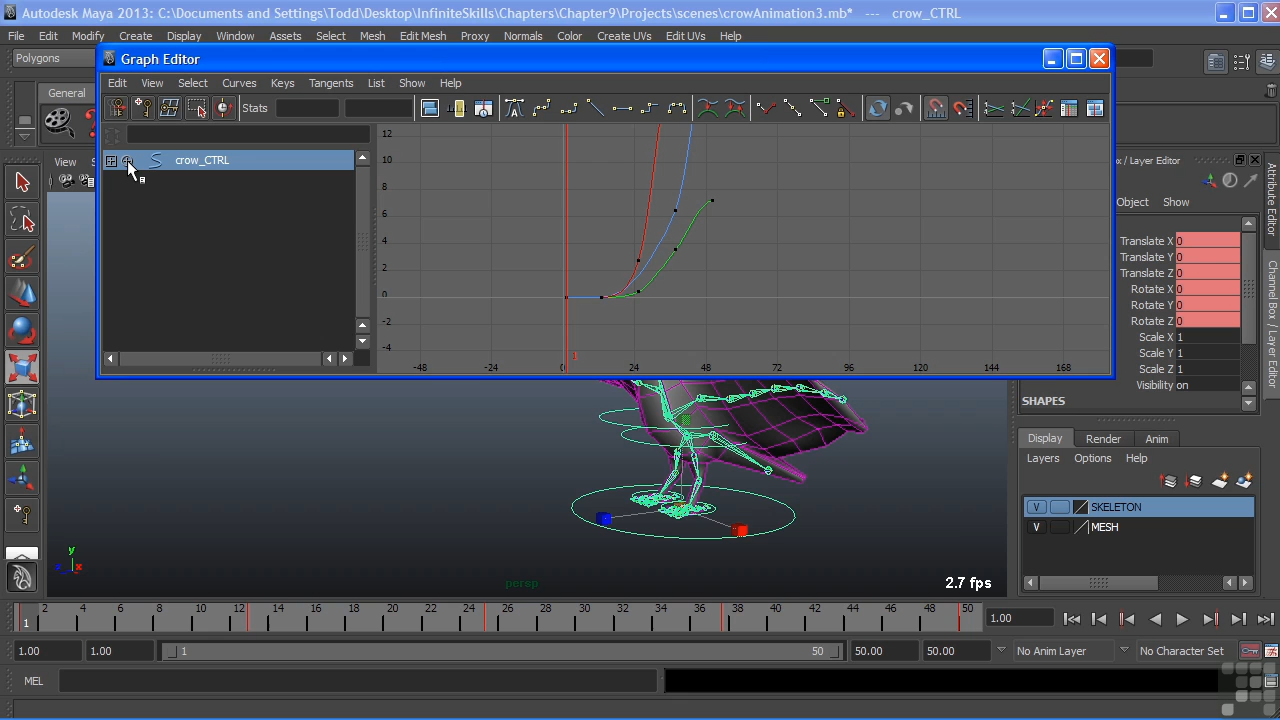 Autodesk Maya 2013: C:\Documents and Settings\Todd\Desktop\InfiniteSkills\Chapters\Chapter9\Projects\scenes\crowAnimation3.mb* --- crow_CTRL
File Edit Modify Create Display Window Assets Select Mesh Edit Mesh Proxy Normals Color Create UVs Edit UVs Help
Polygons
Graph Editor
General
Edit View Select Curves Keys Tangents List Show Help
Stats
crow_CTRL
12
10
8
6
4
2
0
-2
-4
-48 -24 0 24 48 72 96 120 144 168
1
View S
x / Layer Editor
Object Show
Translate X 0
Translate Y 0
Translate Z 0
Rotate X 0
Rotate Y 0
Rotate Z 0
Scale X 1
Scale Y 1
Scale Z 1
Visibility on
SHAPES
Attribute Editor
Channel Box / Layer Editor
Display Render Anim
Layers Options Help
V SKELETON
V MESH
y
z x
persp
2.7 fps
1 2 4 6 8 10 12 14 16 18 20 22 24 26 28 30 32 34 36 38 40 42 44 46 48 50
1.00
1.00 1.00 1 50 50.00 50.00 No Anim Layer No Character Set
MEL